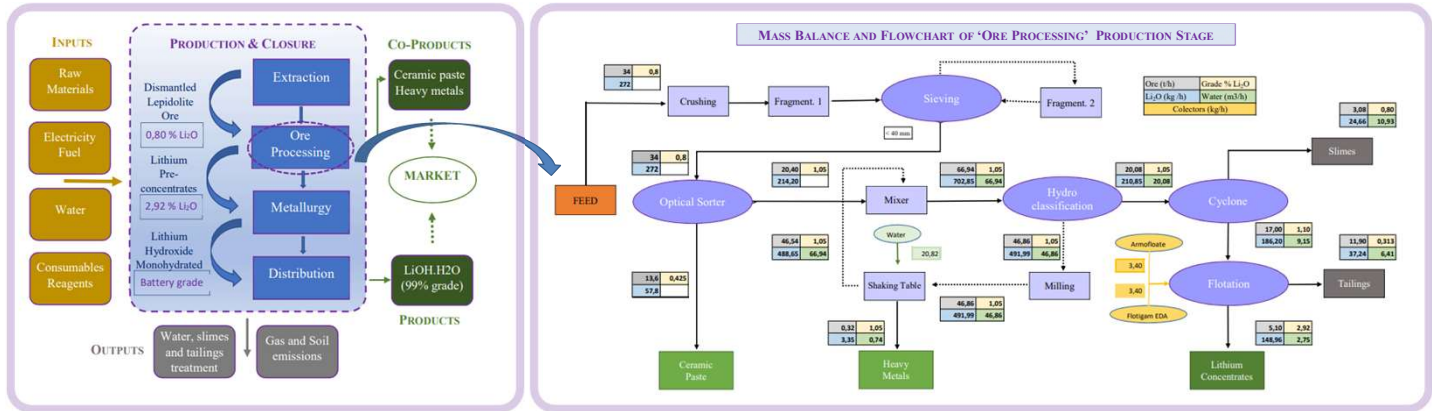 INPUTS
Raw
Materials
Electricity
Fuel
Water
Consumables
Reagents
PRODUCTION & CLOSURE
Extraction
Dismantled
Lepidolite
Ore
0,80 % Li₂O
Ore
Processing
Lithium
Pre-
concentrates
2,92 % Li₂O
Metallurgy
Lithium
Hydroxide
Monohydrated
Battery grade
Distribution
CO-PRODUCTS
Ceramic paste
Heavy metals
MARKET
LiOH.H2O
(99% grade)
PRODUCTS
OUTPUTS
Water, slimes
and tailings
treatment
Gas and Soil
emissions
MASS BALANCE AND FLOWCHART OF ‘ORE PROCESSING’ PRODUCTION STAGE
34 0,8
272
Crushing
Fragment. 1
Sieving
Fragment. 2
< 40 mm
Ore (t/h) Grade % Li₂O
Li₂O (kg /h) Water (m3/h)
Colectors (kg/h)
3,08 0,80
24,66 10,93
Slimes
FEED
34 0,8
272
Optical Sorter
20,40 1,05
214,20
Mixer
66,94 1,05
702,85 66,94
Hydro
classification
20,08 1,05
210,85 20,08
Cyclone
Water
20,82
46,54 1,05
488,65 66,94
46,86 1,05
491,99 46,86
17,00 1,10
186,20 9,15
11,90 0,313
37,24 6,41
Armofloate
3,40
3,40
Flotigam EDA
13,6 0,425
57,8
Shaking Table
Milling
Flotation
Tailings
46,86 1,05
491,99 46,86
0,32 1,05
3,35 0,74
5,10 2,92
148,96 2,75
Ceramic
Paste
Heavy
Metals
Lithium
Concentrates